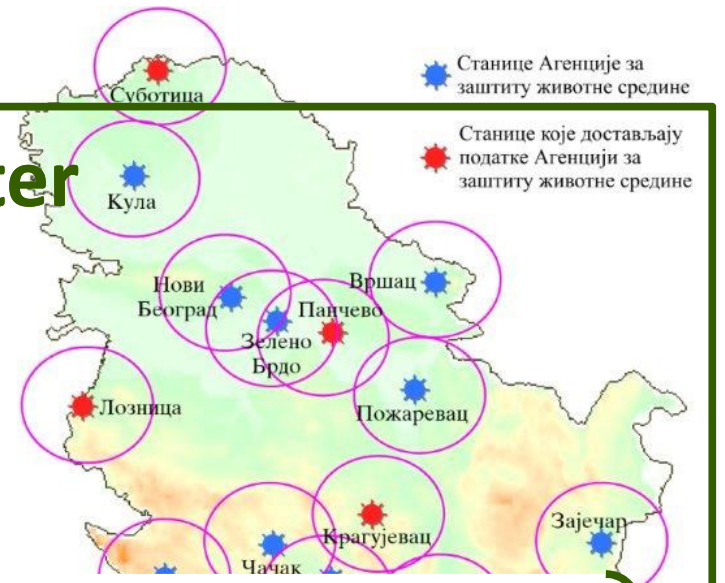 Суботица
Станице Агенције за
заштиту животне средине
Станице које достављају
податке Агенцији за
заштиту животне средине
ter
Кула
Нови
Београд
Вршац
Панчево
Зелено
Брдо
Лозница
Пожаревац
Крагујевац
Зајечар
Чачак